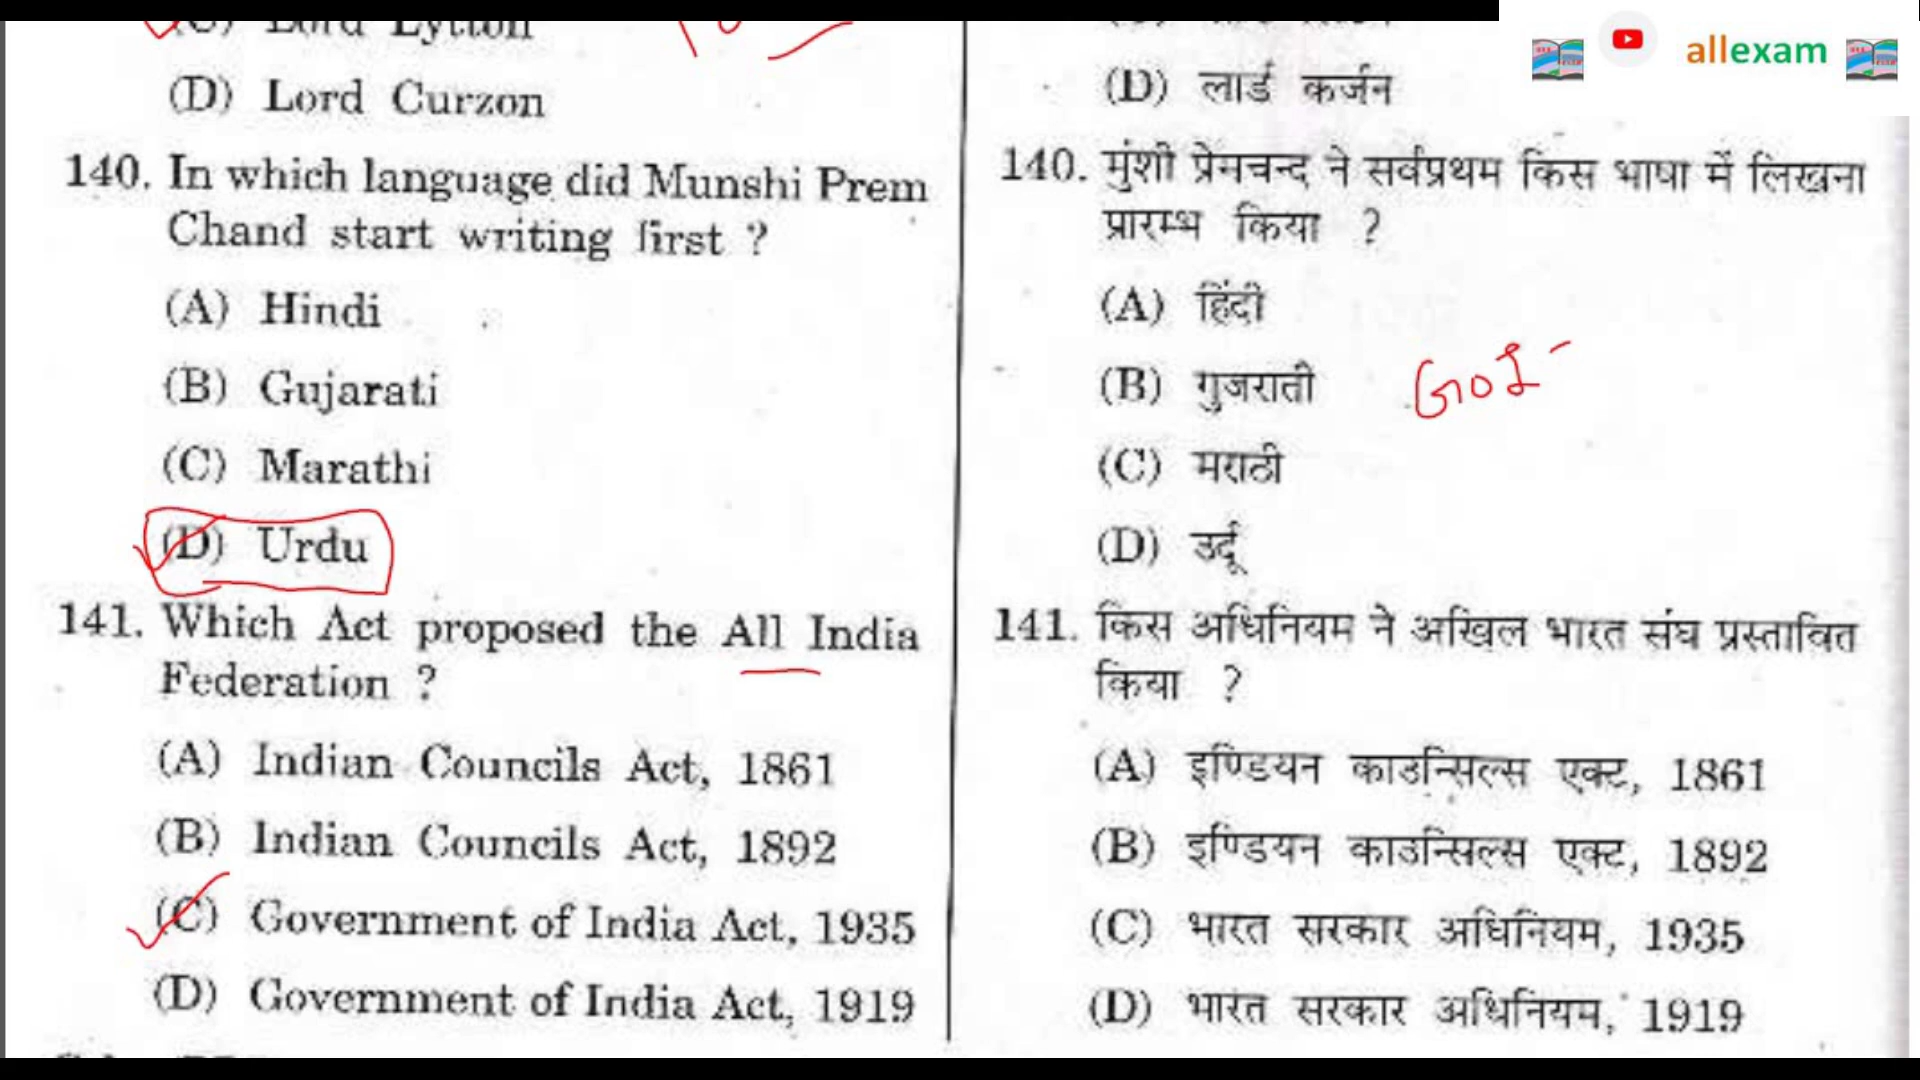 allexam
(C) Lord Lytton
(D) Lord Curzon
140. In which language did Munshi Prem
Chand start writing first ?
(A) Hindi
(B) Gujarati
(C) Marathi
(D) Urdu
141. Which Act proposed the All India
Federation ?
(A) Indian Councils Act, 1861
(B) Indian Councils Act, 1892
(C) Government of India Act, 1935
(D) Government of India Act, 1919
(D) लार्ड कर्जन
140. मुंशी प्रेमचन्द ने सर्वप्रथम किस भाषा में लिखना
प्रारम्भ किया ?
(A) हिंदी
(B) गुजराती
GOI -
(C) मराठी
(D) उर्दू
141. किस अधिनियम ने अखिल भारत संघ प्रस्तावित
किया ?
(A) इण्डियन काउन्सिल्स एक्ट, 1861
(B) इण्डियन काउन्सिल्स एक्ट, 1892
(C) भारत सरकार अधिनियम, 1935
(D) भारत सरकार अधिनियम, 1919